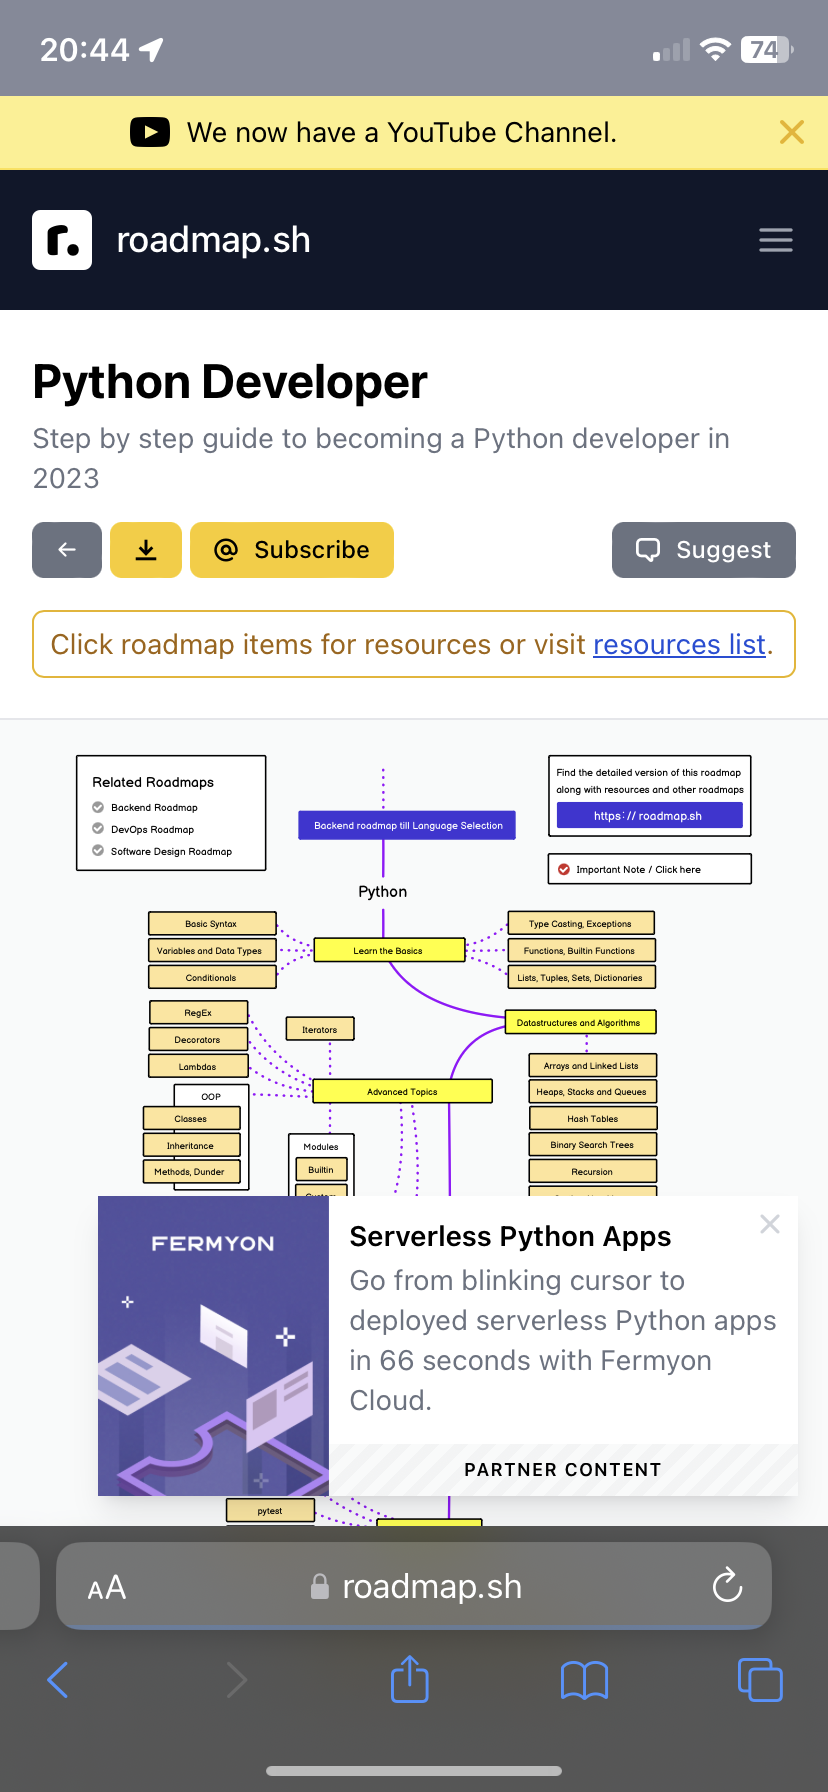 20:44
74
We now have a YouTube Channel.
r.
roadmap.sh
Python Developer
Step by step guide to becoming a Python developer in
2023
Subscribe
Suggest
Click roadmap items for resources or visit resources list.
Related Roadmaps
Backend Roadmap
DevOps Roadmap
Software Design Roadmap
Backend roadmap till Language Selection
Find the detailed version of this roadmap
along with resources and other roadmaps
https://roadmap.sh
Important Note / Click here
Python
Basic Syntax
Variables and Data Types
Conditionals
Learn the Basics
Type Casting, Exceptions
Functions, Builtin Functions
Lists, Tuples, Sets, Dictionaries
RegEx
Decorators
Lambdas
Iterators
Datastructures and Algorithms
OOP
Classes
Inheritance
Methods, Dunder
Advanced Topics
Modules
Builtin
Arrays and Linked Lists
Heaps, Stacks and Queues
Hash Tables
Binary Search Trees
Recursion
FERMYON
Serverless Python Apps
Go from blinking cursor to
deployed serverless Python apps
in 66 seconds with Fermyon
Cloud.
PARTNER CONTENT
pytest
AA
roadmap.sh